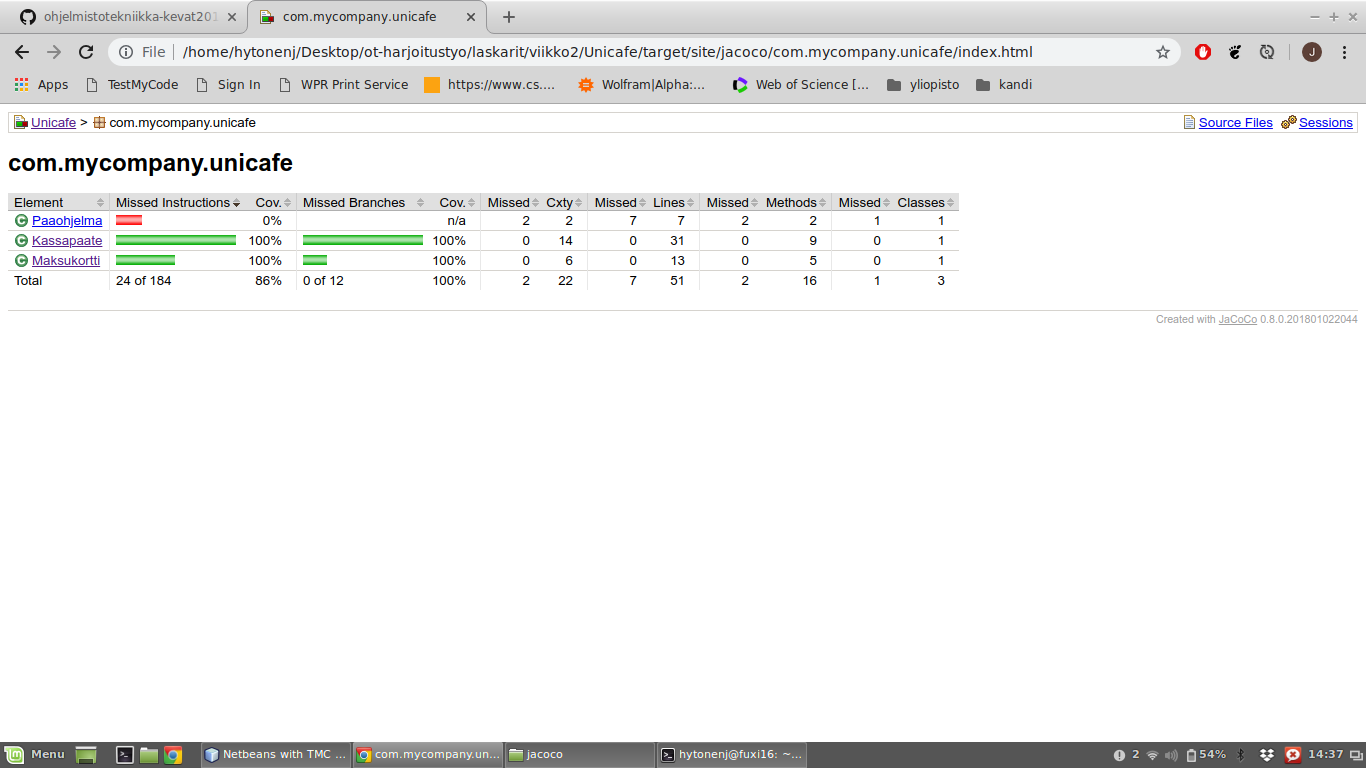 ohjelmistotekniikka-kevat201
com.mycompany.unicafe
File /home/hytonenj/Desktop/ot-harjoitustyo/laskarit/viikko2/Unicafe/target/site/jacoco/com.mycompany.unicafe/index.html
J
Apps TestMyCode Sign In WPR Print Service https://www.cs.... Wolfram|Alpha:... Web of Science [... yliopisto kandi
Unicafe > com.mycompany.unicafe Source Files Sessions
com.mycompany.unicafe
Element Missed Instructions Cov. Missed Branches Cov. Missed Cxty Missed Lines Missed Methods Missed Classes
C Paaohjelma 0% n/a 2 2 7 7 2 2 1 1
C Kassapaate 100% 100% 0 14 0 31 0 9 0 1
C Maksukortti 100% 100% 0 6 0 13 0 5 0 1
Total 24 of 184 86% 0 of 12 100% 2 22 7 51 2 16 1 3
Created with JaCoCo 0.8.0.201801022044
Menu Netbeans with TMC ... com.mycompany.un... jacoco hytonenj@fuxi16: ~... 2 54% 14:37